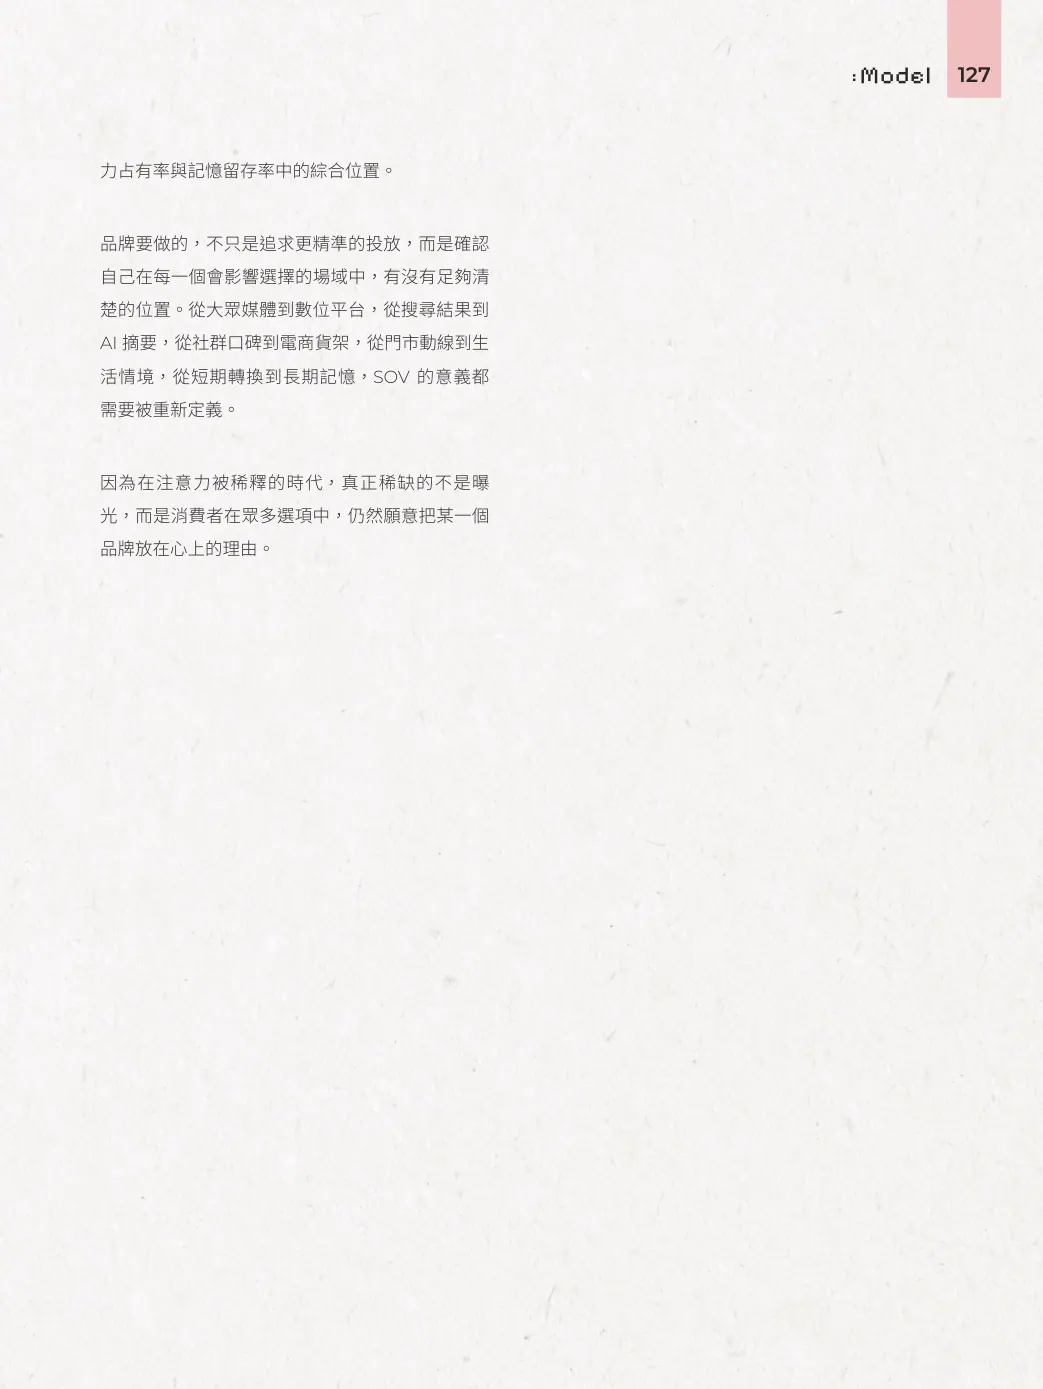 :Model 127
力占有率與記憶留存率中的綜合位置。
品牌要做的，不只是追求更精準的投放，而是確認
自己在每一個會影響選擇的場域中，有沒有足夠清
楚的位置。從大眾媒體到數位平台，從搜尋結果到
AI 摘要，從社群口碑到電商貨架，從門市動線到生
活情境，從短期轉換到長期記憶，SOV 的意義都
需要被重新定義。
因為在注意力被稀釋的時代，真正稀缺的不是曝
光，而是消費者在眾多選項中，仍然願意把某一個
品牌放在心上的理由。